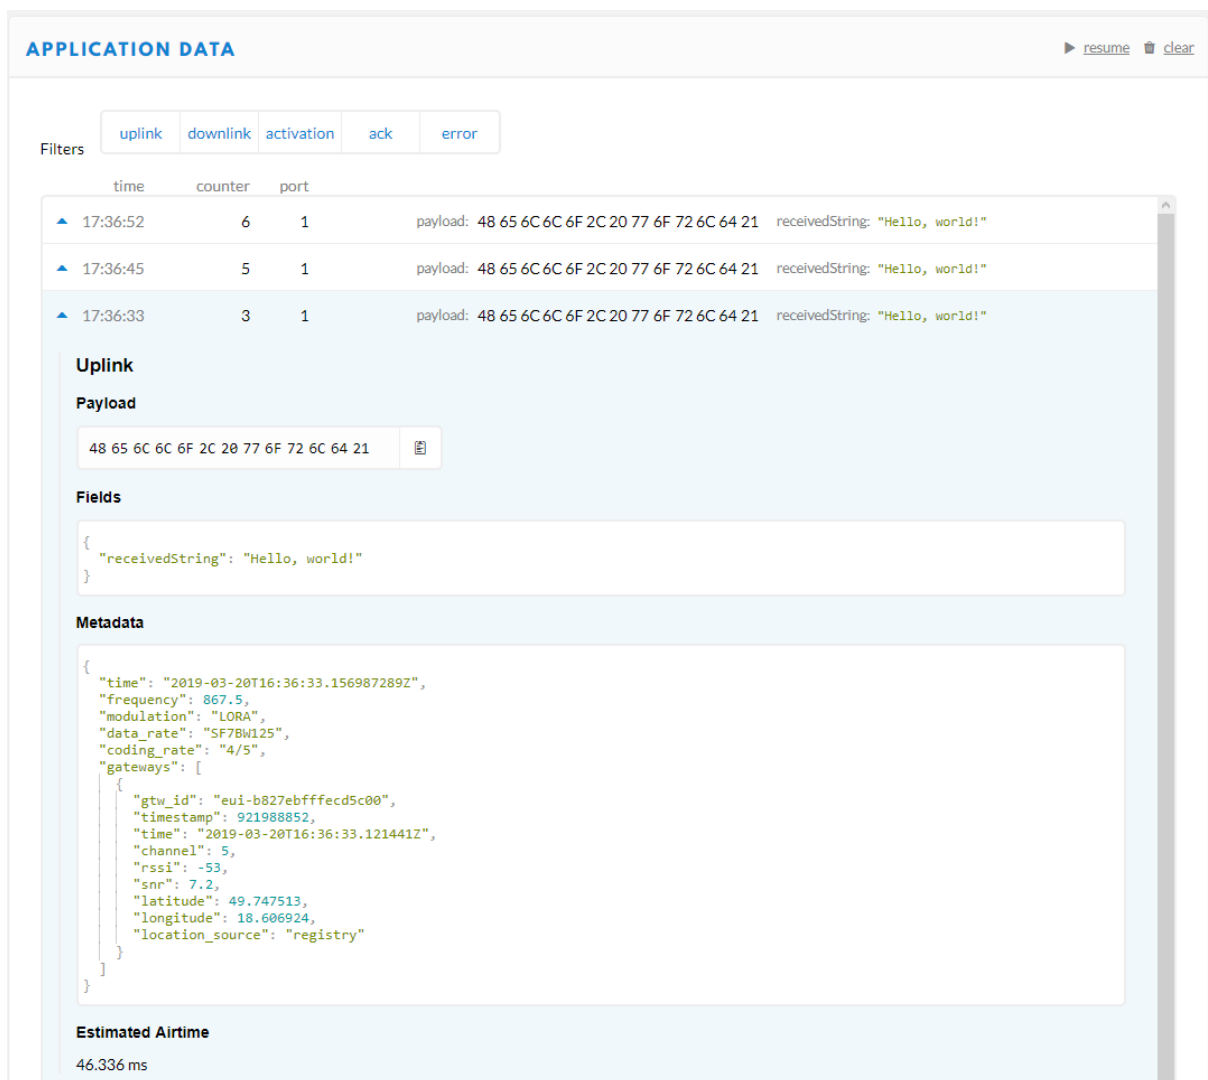 APPLICATION DATA
resume clear
Filters uplink downlink activation ack error
time counter port
17:36:52 6 1 payload: 48 65 6C 6C 6F 2C 20 77 6F 72 6C 64 21 receivedString: "Hello, world!"
17:36:45 5 1 payload: 48 65 6C 6C 6F 2C 20 77 6F 72 6C 64 21 receivedString: "Hello, world!"
17:36:33 3 1 payload: 48 65 6C 6C 6F 2C 20 77 6F 72 6C 64 21 receivedString: "Hello, world!"
Uplink
Payload
48 65 6C 6C 6F 2C 20 77 6F 72 6C 64 21
Fields
{
"receivedString": "Hello, world!"
}
Metadata
{
"time": "2019-03-20T16:36:33.156987289Z",
"frequency": 867.5,
"modulation": "LORA",
"data_rate": "SF7BW125",
"coding_rate": "4/5",
"gateways": [
{
"gtw_id": "eui-b827ebfffecd5c00",
"timestamp": 921988852,
"time": "2019-03-20T16:36:33.121441Z",
"channel": 5,
"rssi": -53,
"snr": 7.2,
"latitude": 49.747513,
"longitude": 18.606924,
"location_source": "registry"
}
]
}
Estimated Airtime
46.336 ms